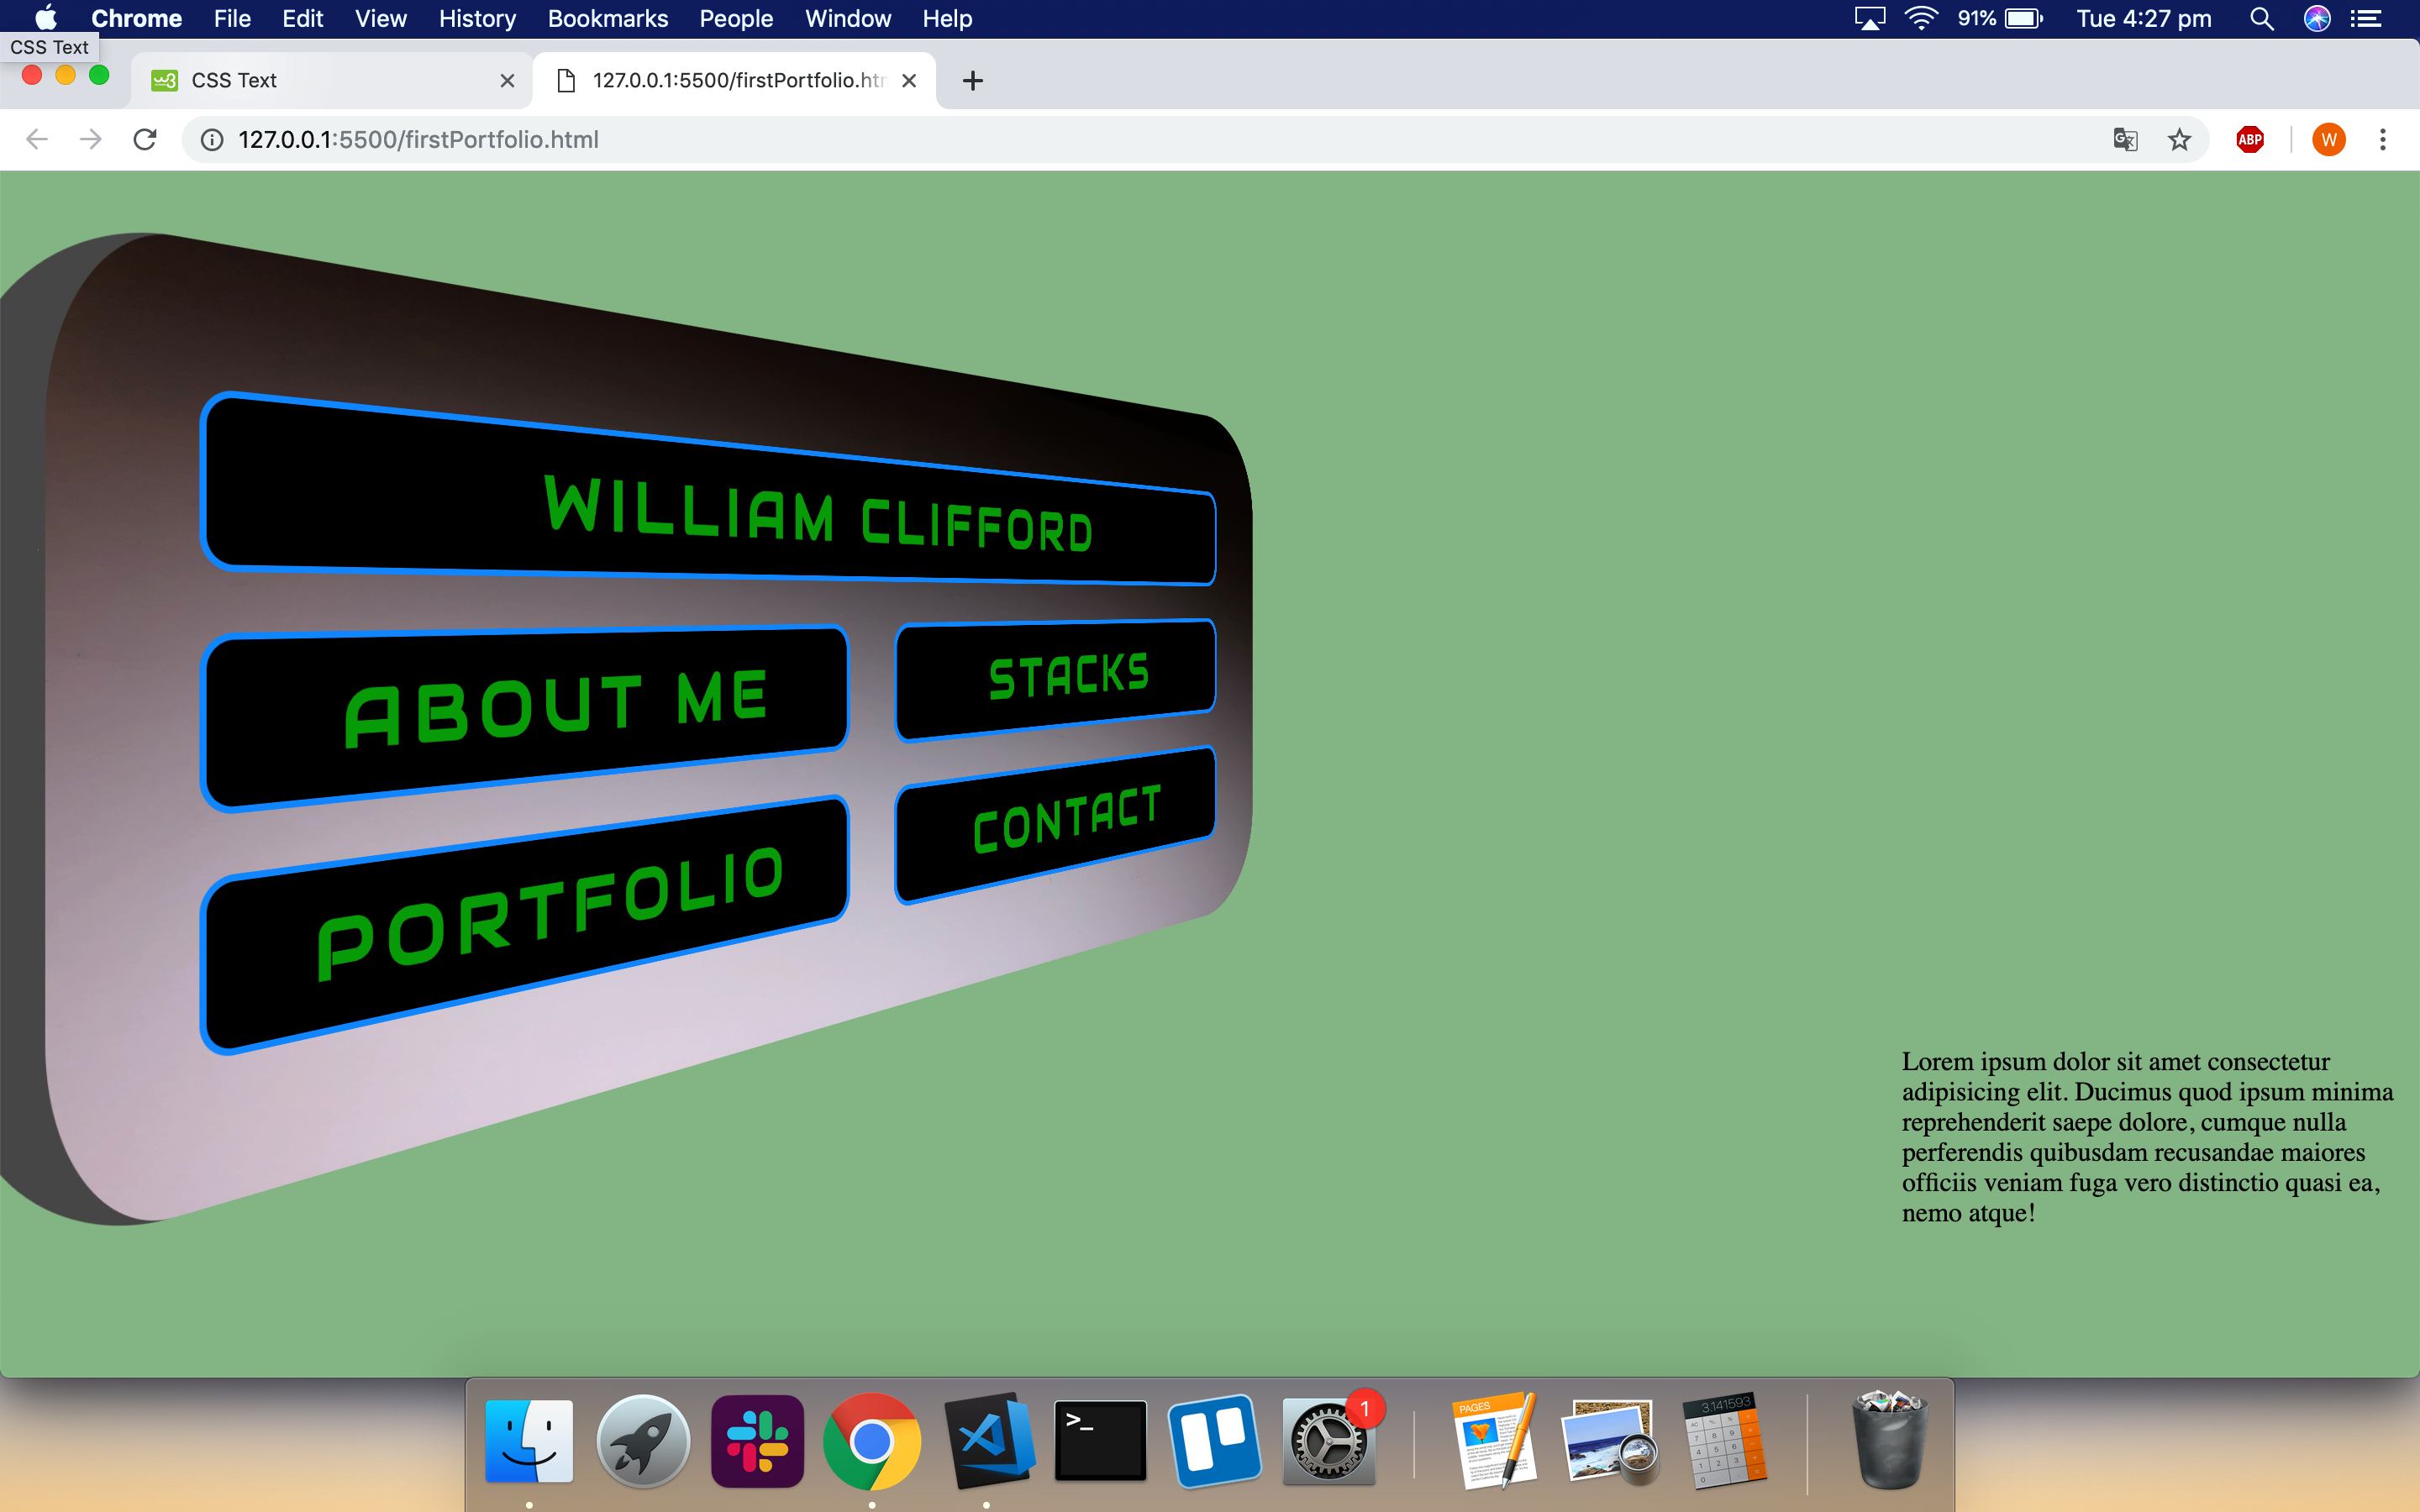 Chrome File Edit View History Bookmarks People Window Help 91% Tue 4:27 pm
CSS Text
CSS Text 127.0.0.1:5500/firstPortfolio.htm
127.0.0.1:5500/firstPortfolio.html ABP W
WILLIAM CLIFFORD
ABOUT ME
STACKS
PORTFOLIO
CONTACT
Lorem ipsum dolor sit amet consectetur
adipisicing elit. Ducimus quod ipsum minima
reprehenderit saepe dolore, cumque nulla
perferendis quibusdam recusandae maiores
officiis veniam fuga vero distinctio quasi ea,
nemo atque!
>_
1
PAGES
3.141593